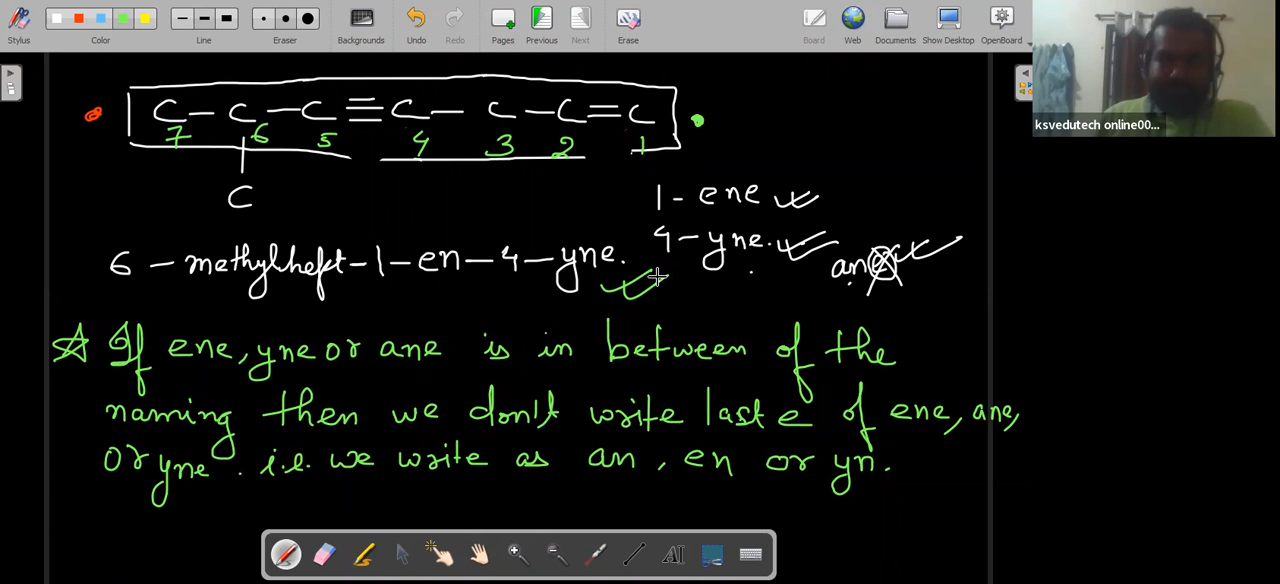 Stylus Color Line Eraser Backgrounds Undo Redo Pages Previous Next Erase Board Web Documents Show Desktop OpenBoard
ksvedutech online00...
C - C - C ≡ C - C - C = C
7 6 5 4 3 2 1
C
1 - ene
4 - yne.
ane
6 - methylhept-1-en-4-yne.
If ene, yne or ane is in between of the
naming then we don't write last e of ene, ane,
or yne. i.e. we write as an, en or yn.
AI